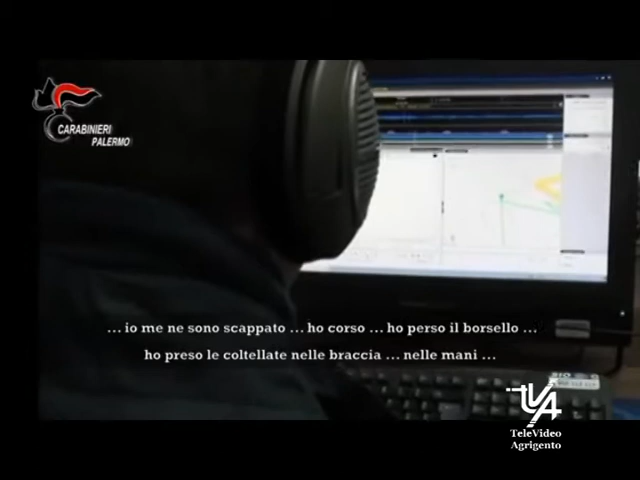 CARABINIERI
PALERMO
... io me ne sono scappato ... ho corso ... ho perso il borsello ...
ho preso le coltellate nelle braccia ... nelle mani ...
tVA
TeleVideo
Agrigento